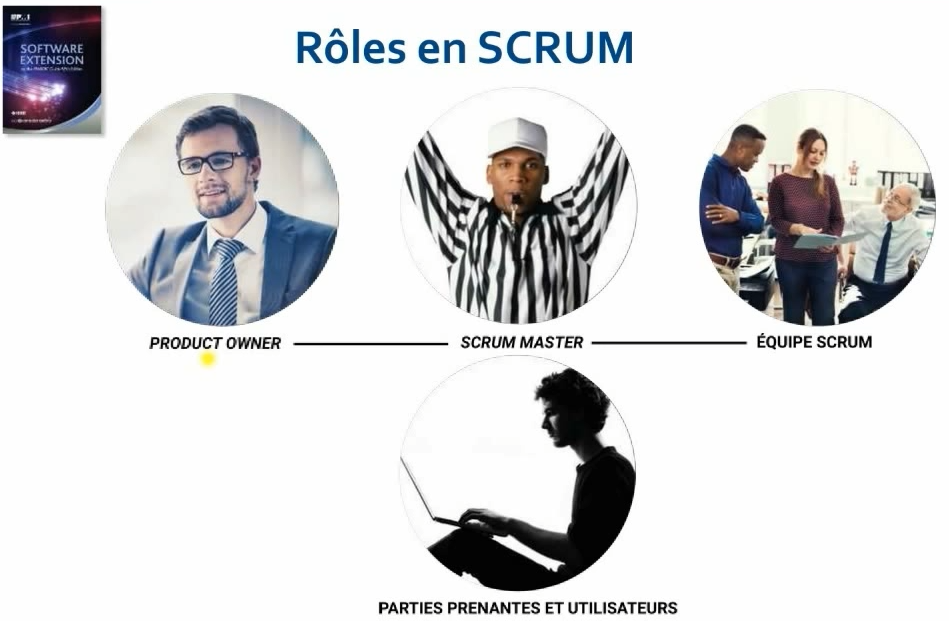 Rôles en SCRUM
SOFTWARE
EXTENSION
PRODUCT OWNER
SCRUM MASTER
ÉQUIPE SCRUM
PARTIES PRENANTES ET UTILISATEURS